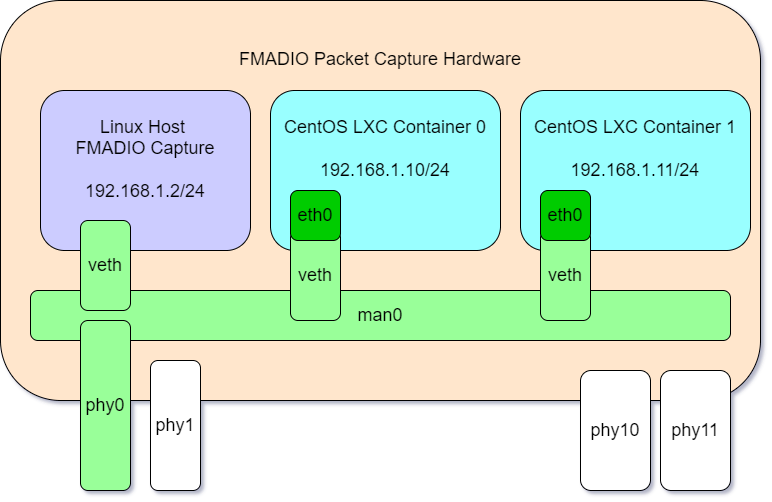 FMADIO Packet Capture Hardware
Linux Host
FMADIO Capture
192.168.1.2/24
CentOS LXC Container 0
192.168.1.10/24
CentOS LXC Container 1
192.168.1.11/24
eth0
eth0
veth
veth
veth
man0
phy0
phy1
phy10
phy11